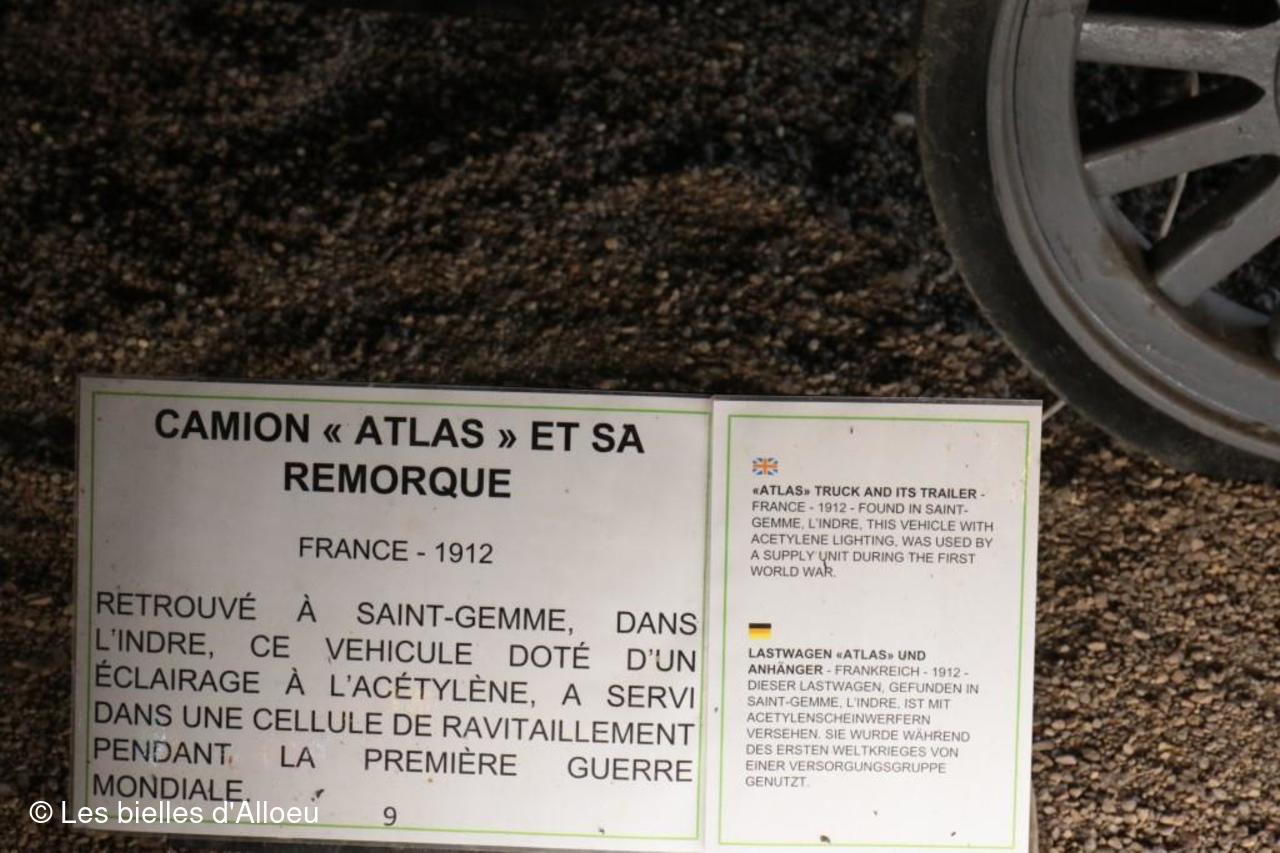 CAMION « ATLAS » ET SA
REMORQUE
FRANCE - 1912
RETROUVÉ À SAINT-GEMME, DANS
L'INDRE, CE VEHICULE DOTÉ D'UN
ÉCLAIRAGE À L'ACÉTYLÈNE, A SERVI
DANS UNE CELLULE DE RAVITAILLEMENT
PENDANT LA PREMIÈRE GUERRE
MONDIALE.
9
«ATLAS» TRUCK AND ITS TRAILER -
FRANCE - 1912 - FOUND IN SAINT-
GEMME, L'INDRE, THIS VEHICLE WITH
ACETYLENE LIGHTING, WAS USED BY
A SUPPLY UNIT DURING THE FIRST
WORLD WAR.
LASTWAGEN «ATLAS» UND
ANHÄNGER - FRANKREICH - 1912 -
DIESER LASTWAGEN, GEFUNDEN IN
SAINT-GEMME, L'INDRE, IST MIT
ACETYLENSCHEINWERFERN
VERSEHEN. SIE WURDE WÄHREND
DES ERSTEN WELTKRIEGES VON
EINER VERSORGUNGSGRUPPE
GENUTZT.
© Les bielles d'Alloeu